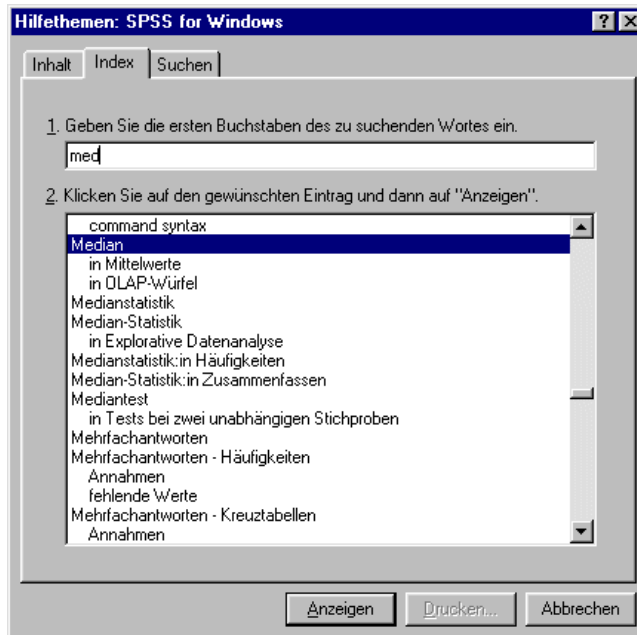 Hilfethemen: SPSS for Windows
Inhalt Index Suchen
1. Geben Sie die ersten Buchstaben des zu suchenden Wortes ein.
med
2. Klicken Sie auf den gewünschten Eintrag und dann auf "Anzeigen".
command syntax
Median
in Mittelwerte
in OLAP-Würfel
Medianstatistik
Median-Statistik
in Explorative Datenanalyse
Medianstatistik:in Häufigkeiten
Median-Statistik:in Zusammenfassen
Mediantest
in Tests bei zwei unabhängigen Stichproben
Mehrfachantworten
Mehrfachantworten - Häufigkeiten
Annahmen
fehlende Werte
Mehrfachantworten - Kreuztabellen
Annahmen
Anzeigen Drucken... Abbrechen